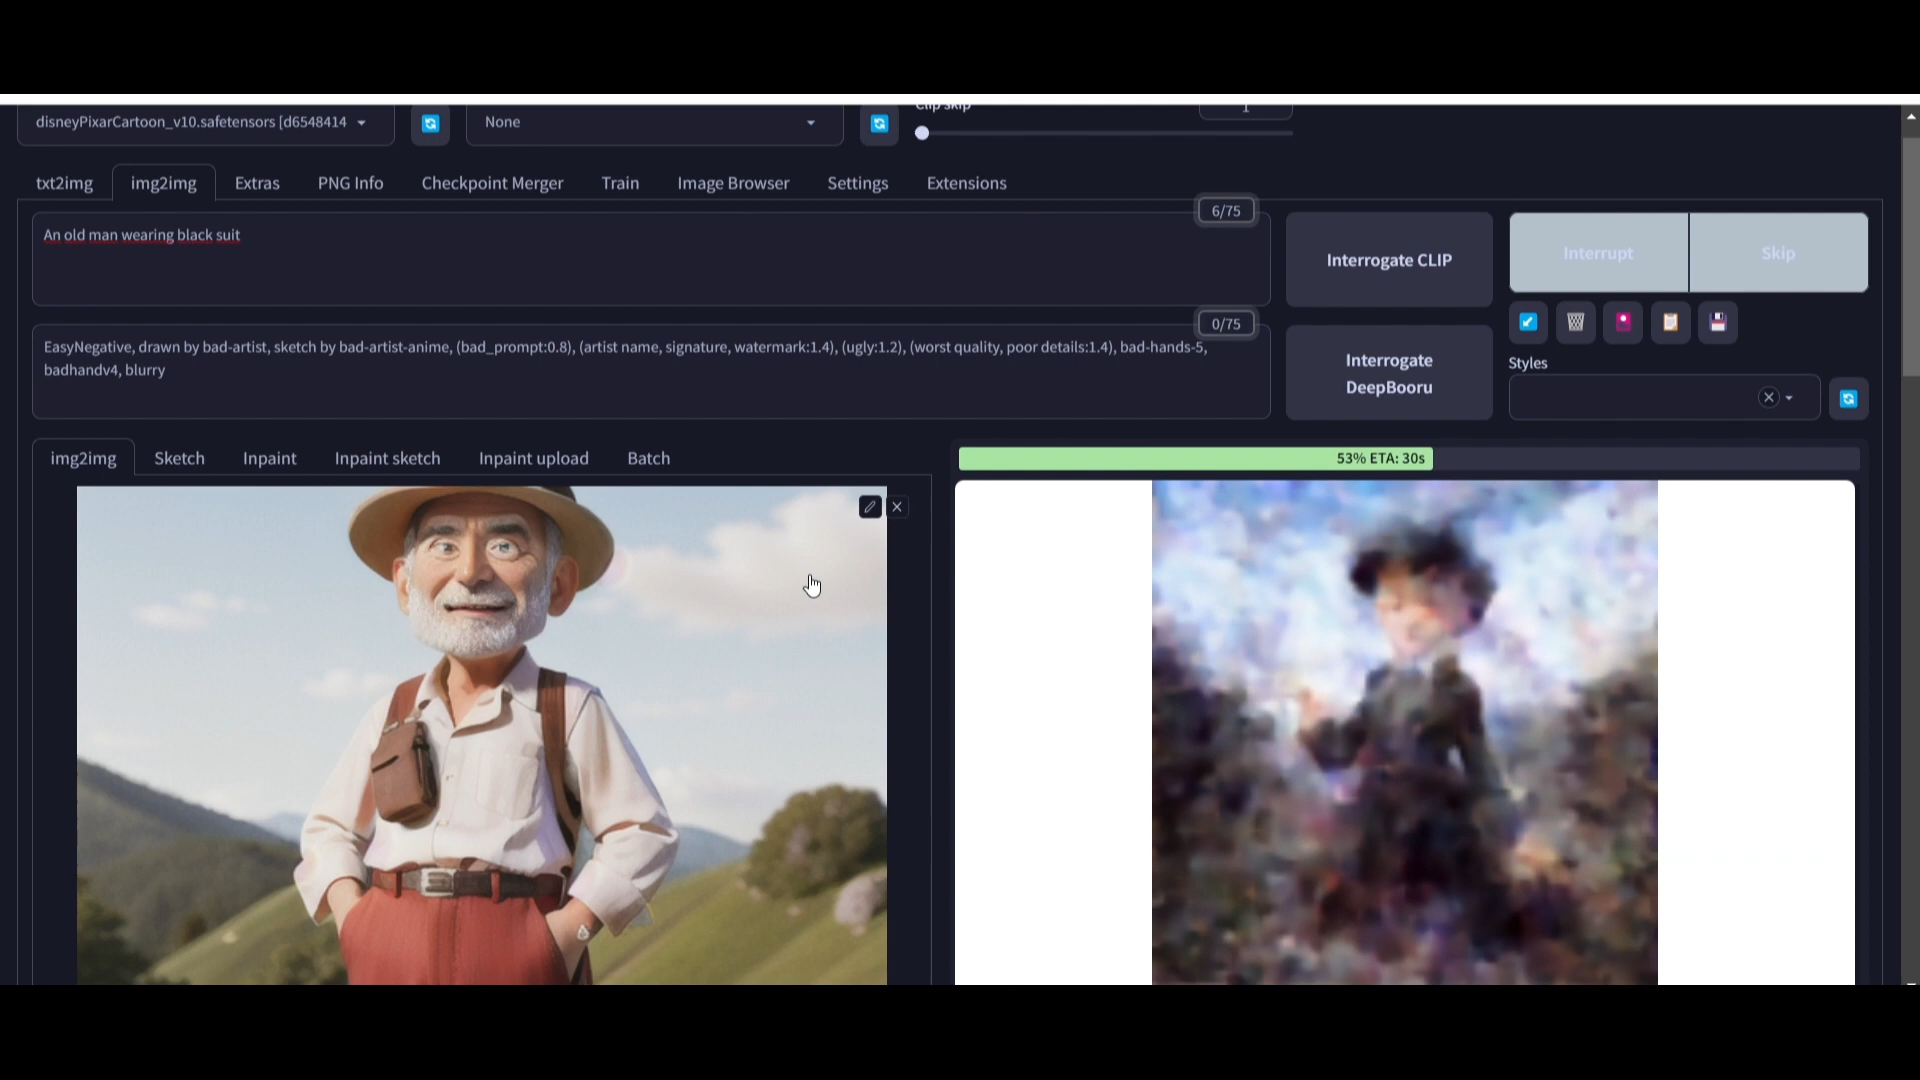 Clip skip
1
disneyPixarCartoon_v10.safetensors [d6548414
None
txt2img
img2img
Extras
PNG Info
Checkpoint Merger
Train
Image Browser
Settings
Extensions
6/75
An old man wearing black suit
Interrogate CLIP
Interrupt
Skip
0/75
EasyNegative, drawn by bad-artist, sketch by bad-artist-anime, (bad_prompt:0.8), (artist name, signature, watermark:1.4), (ugly:1.2), (worst quality, poor details:1.4), bad-hands-5,
badhandv4, blurry
Interrogate
DeepBooru
Styles
img2img
Sketch
Inpaint
Inpaint sketch
Inpaint upload
Batch
53% ETA: 30s